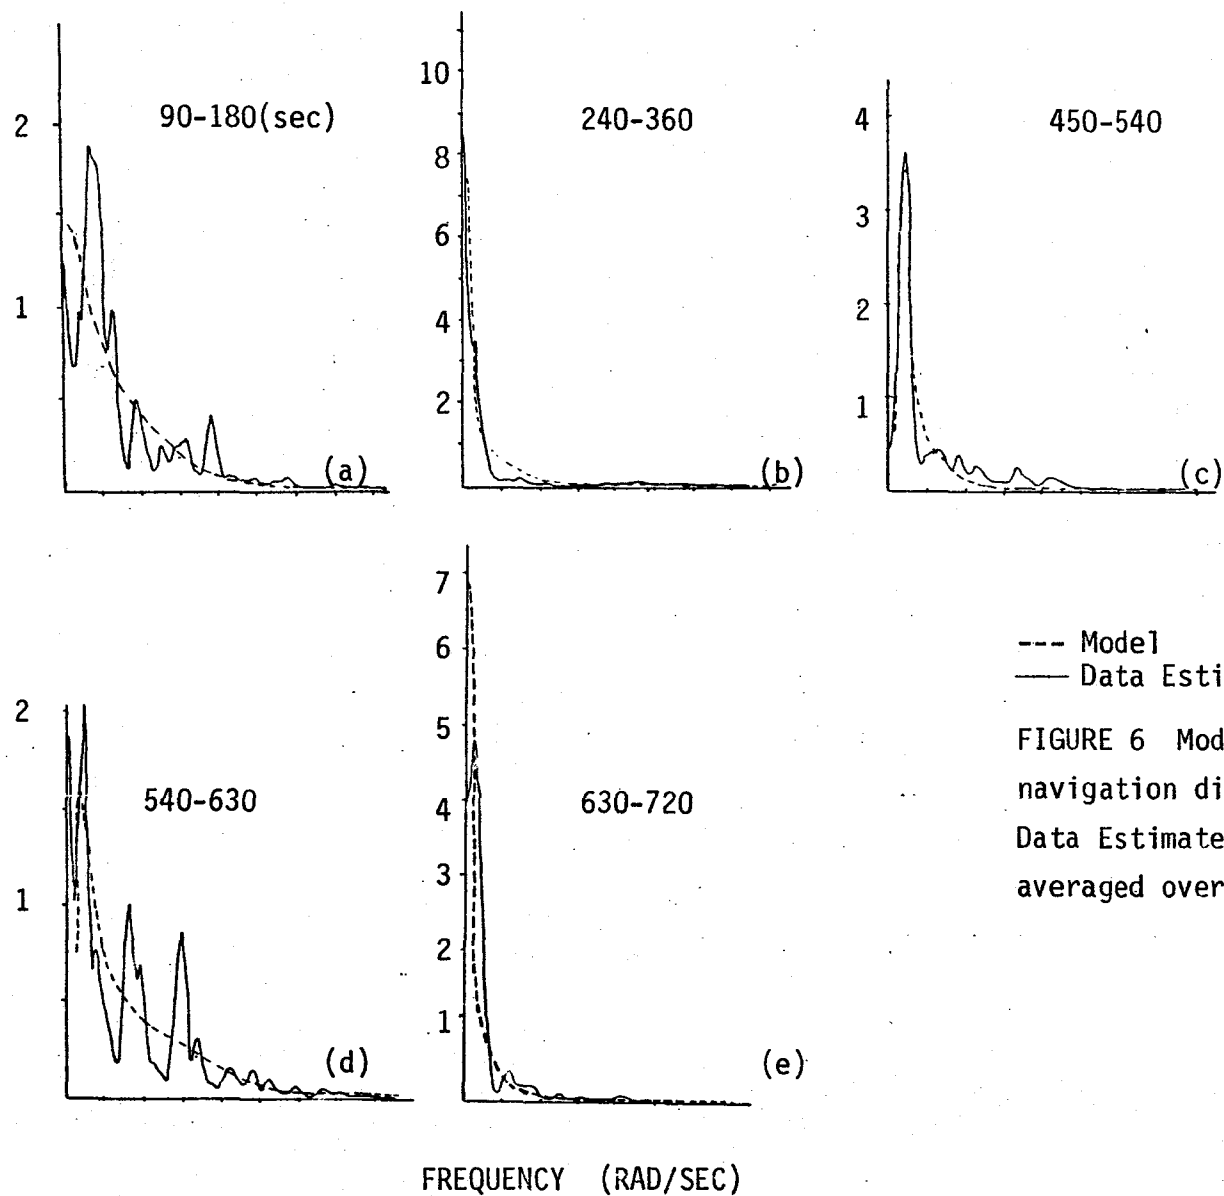 90-180(sec)
2
1
(a)
240-360
10
8
6
4
2
(b)
450-540
4
3
2
1
(c)
540-630
2
1
(d)
630-720
7
6
5
4
3
2
1
(e)
--- Model
—— Data Esti
FIGURE 6 Mod
navigation di
Data Estimate
averaged over
FREQUENCY (RAD/SEC)